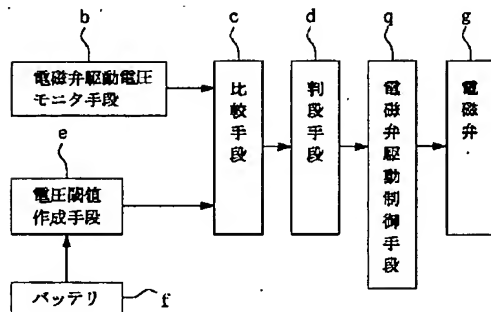 b
c
d
q
g
電磁弁駆動電圧
モニタ手段
比較手段
判段手段
電磁弁駆動制御手段
電磁弁
e
電圧閾値
作成手段
バッテリ
f